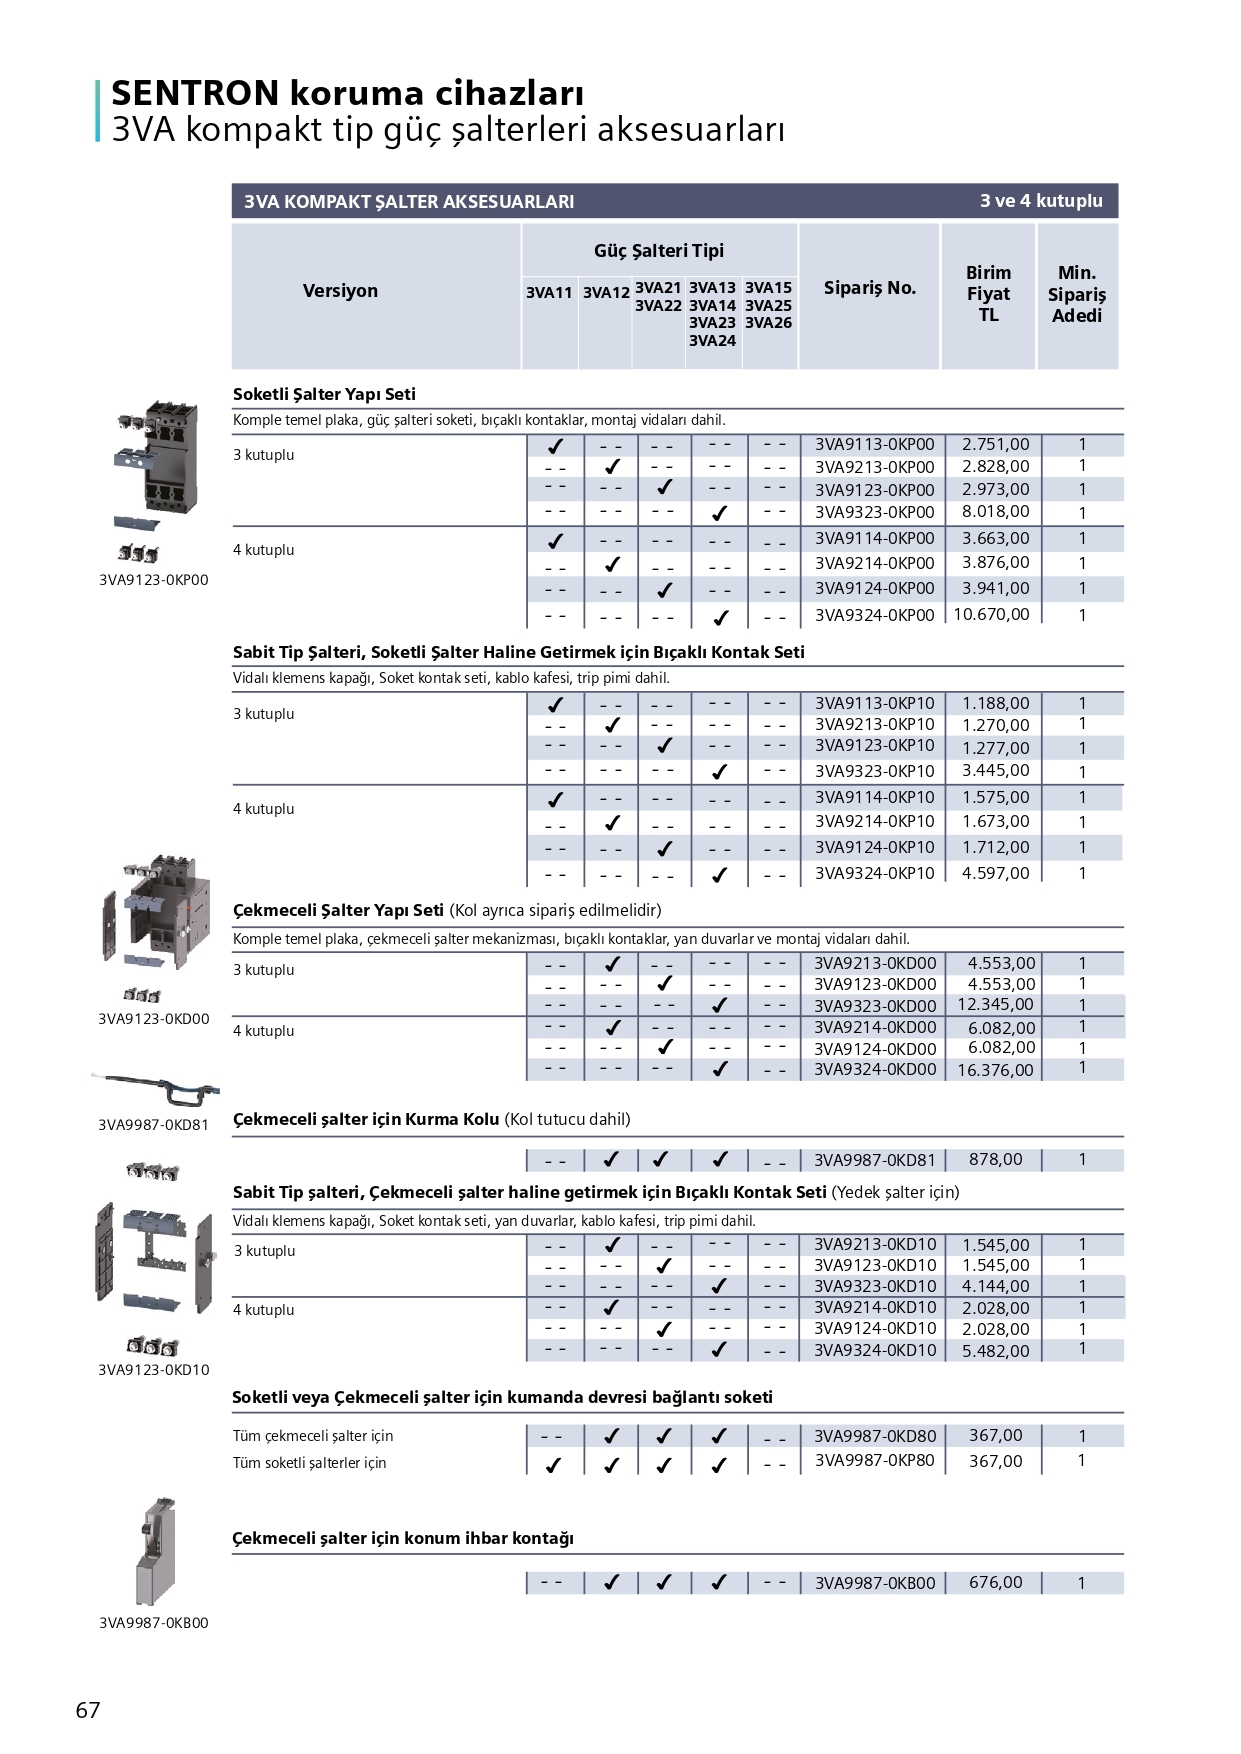 SENTRON koruma cihazları
3VA kompakt tip güç şalterleri aksesuarları
3VA KOMPAKT ŞALTER AKSESUARLARI 3 ve 4 kutuplu
Versiyon Güç Şalteri Tipi Sipariş No. Birim Fiyat TL Min. Sipariş Adedi
3VA11 3VA12 3VA21 3VA22 3VA13 3VA14 3VA23 3VA24 3VA15 3VA25 3VA26
Soketli Şalter Yapı Seti
Komple temel plaka, güç şalteri soketi, bıçaklı kontaklar, montaj vidaları dahil.
3 kutuplu ✓ -- -- -- -- 3VA9113-0KP00 2.751,00 1
-- ✓ -- -- -- 3VA9213-0KP00 2.828,00 1
-- -- ✓ -- -- 3VA9123-0KP00 2.973,00 1
-- -- -- ✓ -- 3VA9323-0KP00 8.018,00 1
4 kutuplu ✓ -- -- -- -- 3VA9114-0KP00 3.663,00 1
-- ✓ -- -- -- 3VA9214-0KP00 3.876,00 1
-- -- ✓ -- -- 3VA9124-0KP00 3.941,00 1
-- -- -- ✓ -- 3VA9324-0KP00 10.670,00 1
3VA9123-0KP00
Sabit Tip Şalteri, Soketli Şalter Haline Getirmek için Bıçaklı Kontak Seti
Vidalı klemens kapağı, Soket kontak seti, kablo kafesi, trip pimi dahil.
3 kutuplu ✓ -- -- -- -- 3VA9113-0KP10 1.188,00 1
-- ✓ -- -- -- 3VA9213-0KP10 1.270,00 1
-- -- ✓ -- -- 3VA9123-0KP10 1.277,00 1
-- -- -- ✓ -- 3VA9323-0KP10 3.445,00 1
4 kutuplu ✓ -- -- -- -- 3VA9114-0KP10 1.575,00 1
-- ✓ -- -- -- 3VA9214-0KP10 1.673,00 1
-- -- ✓ -- -- 3VA9124-0KP10 1.712,00 1
-- -- -- ✓ -- 3VA9324-0KP10 4.597,00 1
Çekmeceli Şalter Yapı Seti (Kol ayrıca sipariş edilmelidir)
Komple temel plaka, çekmeceli şalter mekanizması, bıçaklı kontaklar, yan duvarlar ve montaj vidaları dahil.
3 kutuplu -- ✓ -- -- -- 3VA9213-0KD00 4.553,00 1
-- -- ✓ -- -- 3VA9123-0KD00 4.553,00 1
-- -- -- ✓ -- 3VA9323-0KD00 12.345,00 1
3VA9123-0KD00
4 kutuplu -- ✓ -- -- -- 3VA9214-0KD00 6.082,00 1
-- -- ✓ -- -- 3VA9124-0KD00 6.082,00 1
-- -- -- ✓ -- 3VA9324-0KD00 16.376,00 1
3VA9987-0KD81
Çekmeceli şalter için Kurma Kolu (Kol tutucu dahil)
-- ✓ ✓ ✓ -- 3VA9987-0KD81 878,00 1
Sabit Tip şalteri, Çekmeceli şalter haline getirmek için Bıçaklı Kontak Seti (Yedek şalter için)
Vidalı klemens kapağı, Soket kontak seti, yan duvarlar, kablo kafesi, trip pimi dahil.
3 kutuplu -- ✓ -- -- -- 3VA9213-0KD10 1.545,00 1
-- -- ✓ -- -- 3VA9123-0KD10 1.545,00 1
-- -- -- ✓ -- 3VA9323-0KD10 4.144,00 1
4 kutuplu -- ✓ -- -- -- 3VA9214-0KD10 2.028,00 1
-- -- ✓ -- -- 3VA9124-0KD10 2.028,00 1
-- -- -- ✓ -- 3VA9324-0KD10 5.482,00 1
3VA9123-0KD10
Soketli veya Çekmeceli şalter için kumanda devresi bağlantı soketi
Tüm çekmeceli şalter için -- ✓ ✓ ✓ -- 3VA9987-0KD80 367,00 1
Tüm soketli şalterler için ✓ ✓ ✓ ✓ -- 3VA9987-0KP80 367,00 1
Çekmeceli şalter için konum ihbar kontağı
-- ✓ ✓ ✓ -- 3VA9987-0KB00 676,00 1
3VA9987-0KB00
67